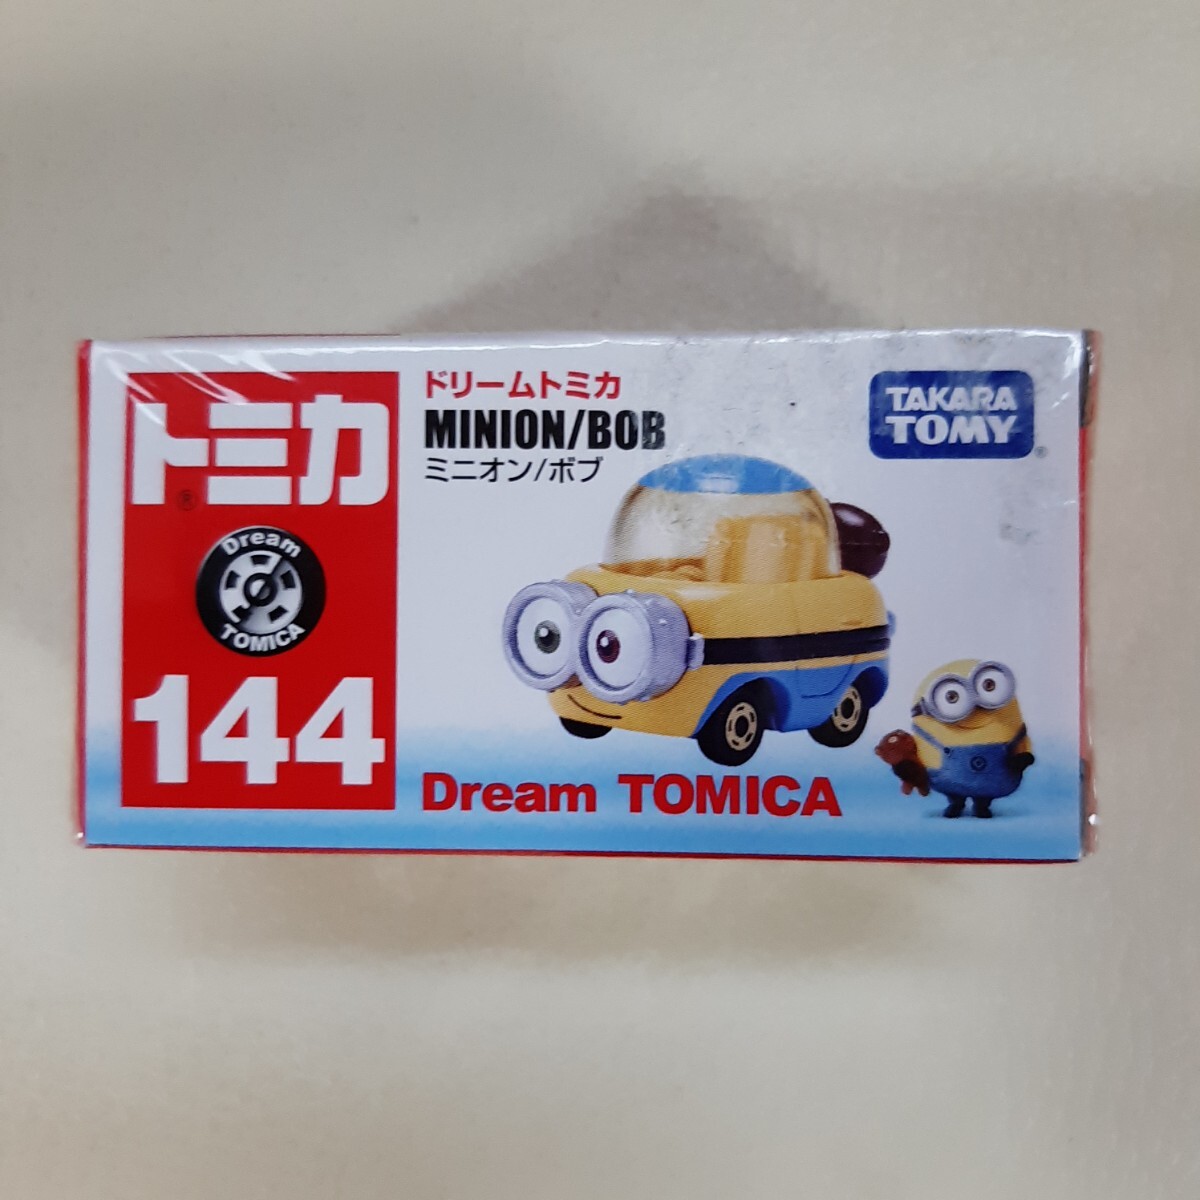 トミカ
®
Dream
TOMICA
144
ドリームトミカ
MINION/BOB
ミニオン/ボブ
Dream TOMICA
TAKARA
TOMY®